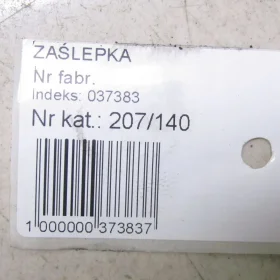 ZAŚLEPKA
Nr fabr.
Indeks: 037383
Nr kat.: 207/140
1 000000 373837